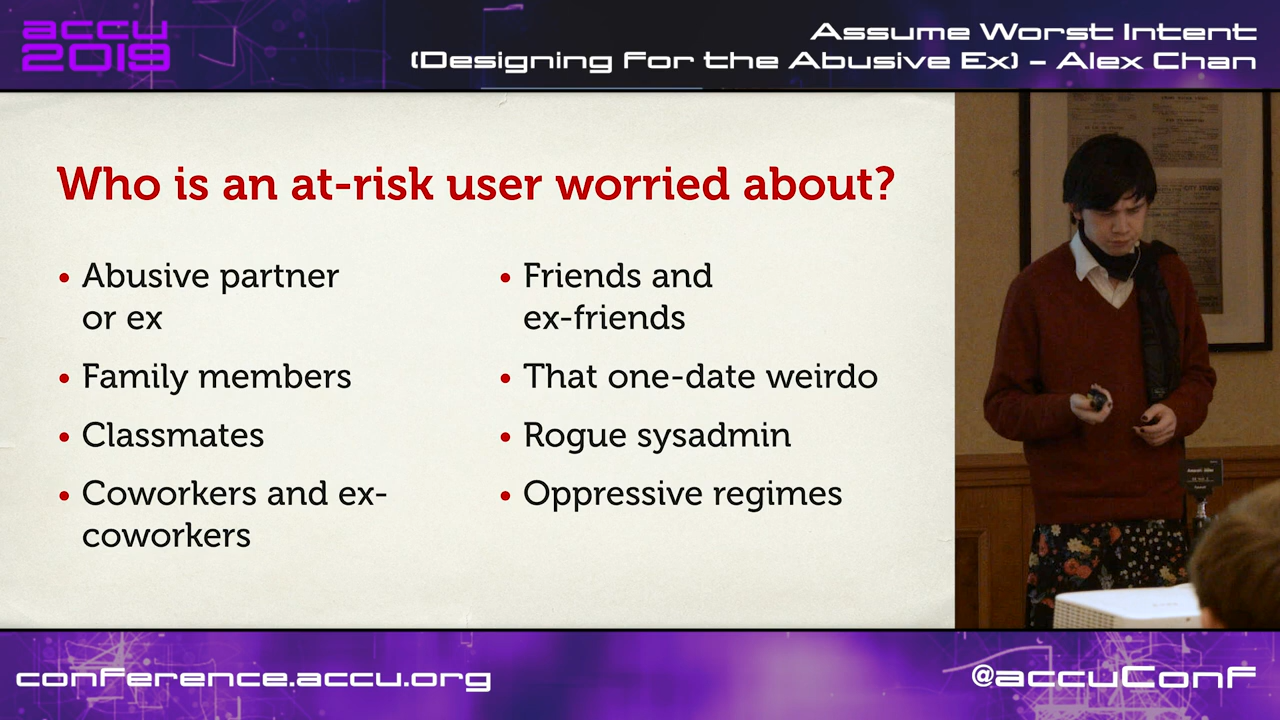 accu
2019
Assume Worst Intent
(Designing For the Abusive Ex) – Alex Chan
Who is an at-risk user worried about?
• Abusive partner
or ex
• Family members
• Classmates
• Coworkers and ex-
coworkers
• Friends and
ex-friends
• That one-date weirdo
• Rogue sysadmin
• Oppressive regimes
CITY STUDIO
conference.accu.org
@accuConf